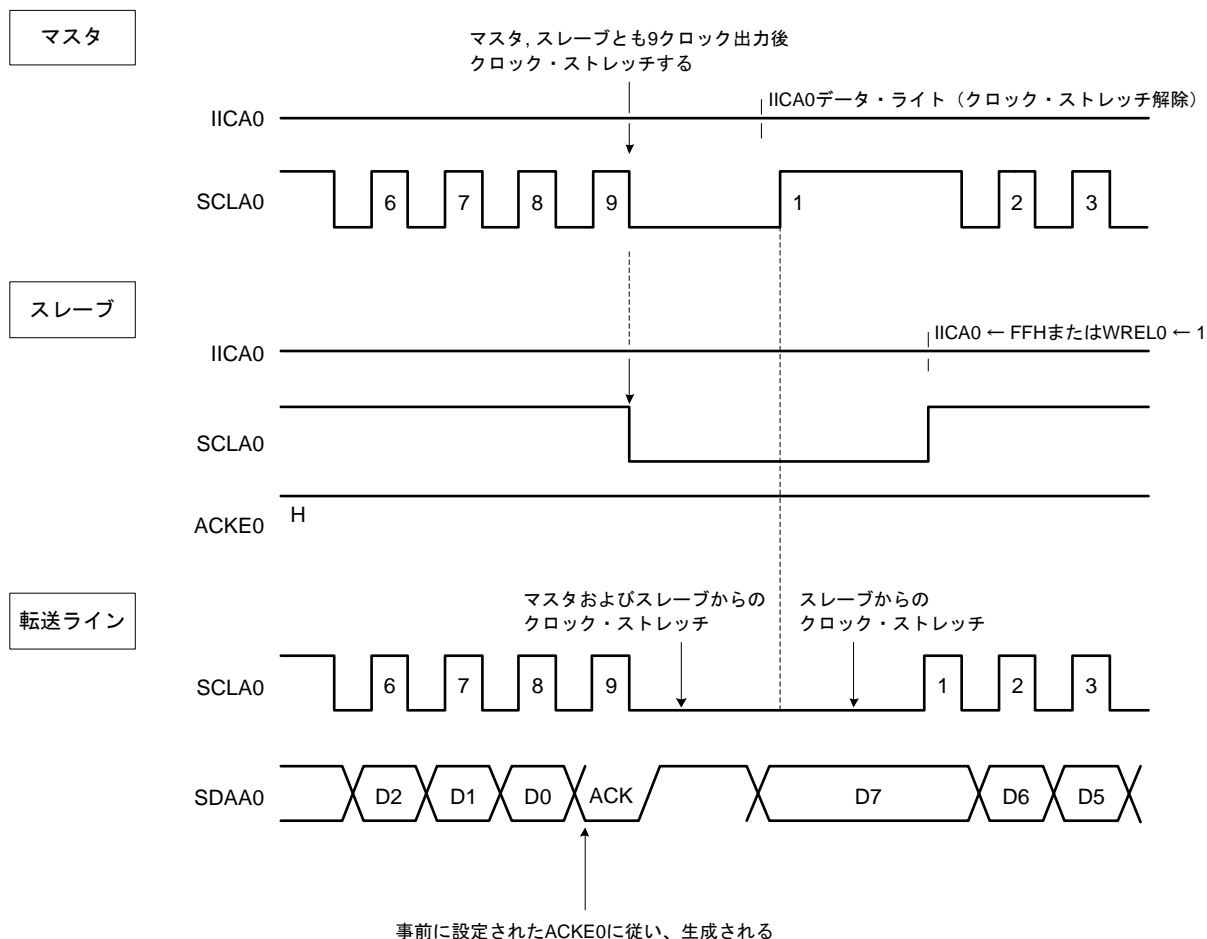 マスタ
マスタ, スレーブとも9クロック出力後
クロック・ストレッチする
IICA0データ・ライト（クロック・ストレッチ解除）
IICA0
SCLA0
6 7 8 9 1 2 3
スレーブ
IICA0 ← FFHまたはWREL0 ← 1
IICA0
SCLA0
H
ACKE0
転送ライン
マスタおよびスレーブからの
クロック・ストレッチ
スレーブからの
クロック・ストレッチ
SCLA0
6 7 8 9 1 2 3
SDAA0
D2 D1 D0 ACK D7 D6 D5
事前に設定されたACKE0に従い、生成される